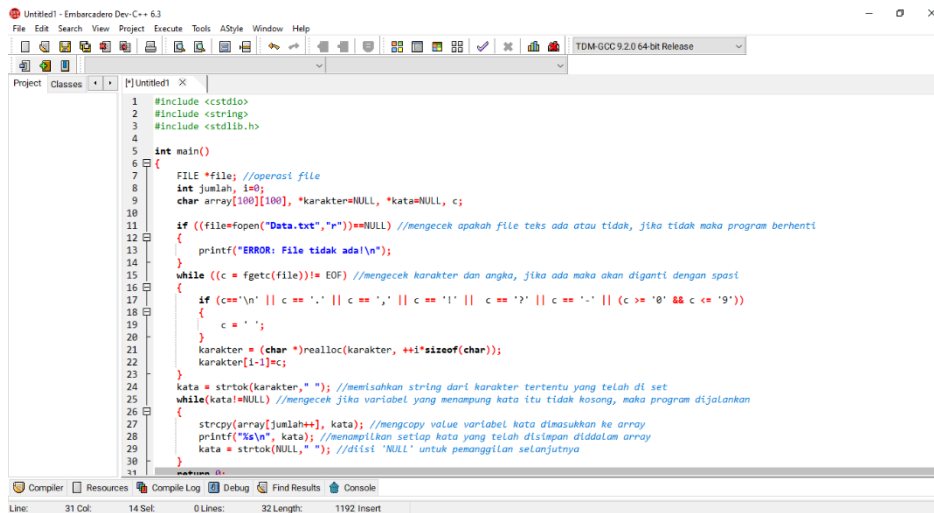 Untitled1 - Embarcadero Dev-C++ 6.3
File Edit Search View Project Execute Tools AStyle Window Help
TDM-GCC 9.2.0 64-bit Release
Project Classes [*] Untitled1
1 #include <cstdio>
2 #include <string>
3 #include <stdlib.h>
4
5 int main()
6 {
7 FILE *file; //operasi file
8 int jumlah, i=0;
9 char array[100][100], *karakter=NULL, *kata=NULL, c;
10
11 if ((file=fopen("Data.txt","r"))==NULL) //mengecek apakah file teks ada atau tidak, jika tidak maka program berhenti
12 {
13 printf("ERROR: File tidak ada!\n");
14 }
15 while ((c = fgetc(file))!= EOF) //mengecek karakter dan angka, jika ada maka akan diganti dengan spasi
16 {
17 if (c=='\n' || c == '.' || c == ',' || c == '!' || c == '?' || c == '-' || (c >= '0' && c <= '9'))
18 {
19 c = ' ';
20 }
21 karakter = (char *)realloc(karakter, ++i*sizeof(char));
22 karakter[i-1]=c;
23 }
24 kata = strtok(karakter," "); //memisahkan string dari karakter tertentu yang telah di set
25 while(kata!=NULL) //mengecek jika variabel yang menampung kata itu tidak kosong, maka program dijalankan
26 {
27 strcpy(array[jumlah++], kata); //mengcopy value variabel kata dimasukkan ke array
28 printf("%s\n", kata); //menampilkan setiap kata yang telah disimpan diddalam array
29 kata = strtok(NULL," "); //diisi 'NULL' untuk pemanggilan selanjutnya
30 }
31 return 0;
Compiler Resources Compile Log Debug Find Results Console
Line: 31 Col: 14 Sel: 0 Lines: 32 Length: 1192 Insert